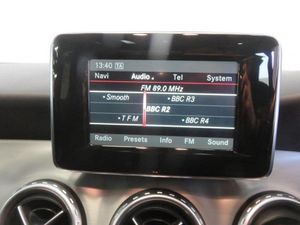 13:40 TA
Navi Audio Tel System
FM 89.0 MHz
Smooth BBC R3
BBC R2
T F M BBC R4
Radio Presets Info FM Sound